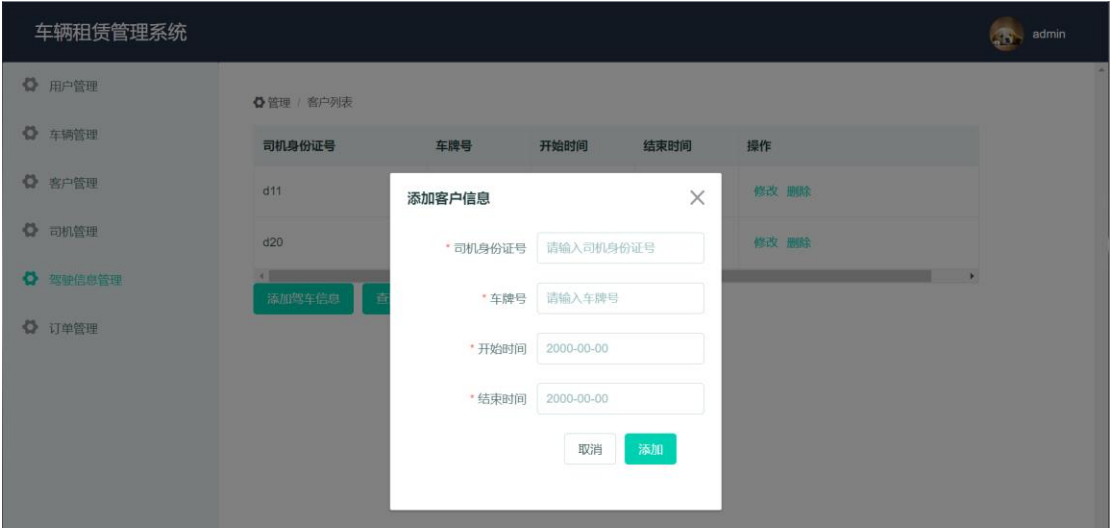 车辆租赁管理系统
admin
用户管理
车辆管理
客户管理
司机管理
驾驶信息管理
订单管理
管理 / 客户列表
司机身份证号 车牌号 开始时间 结束时间 操作
d11 修改 删除
d20 修改 删除
添加驾车信息 查
添加客户信息
* 司机身份证号 请输入司机身份证号
* 车牌号 请输入车牌号
* 开始时间 2000-00-00
* 结束时间 2000-00-00
取消 添加